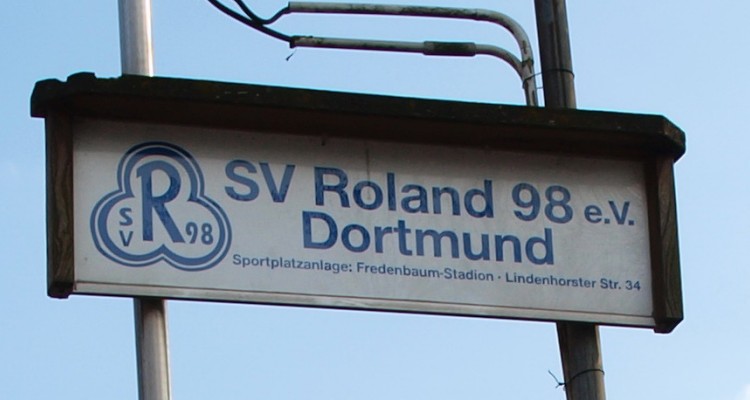 SV
R
98
SV Roland 98 e.V.
Dortmund
Sportplatzanlage: Fredenbaum-Stadion · Lindenhorster Str. 34